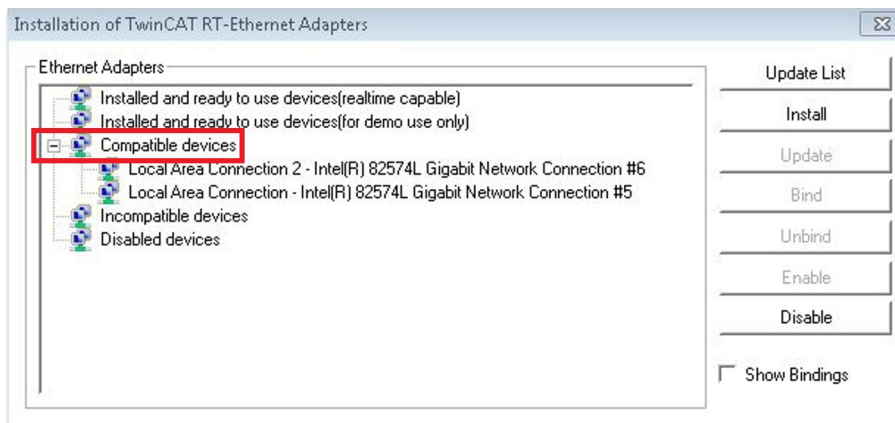 Installation of TwinCAT RT-Ethernet Adapters
Ethernet Adapters
Installed and ready to use devices(realtime capable)
Installed and ready to use devices(for demo use only)
Compatible devices
Local Area Connection 2 - Intel(R) 82574L Gigabit Network Connection #6
Local Area Connection - Intel(R) 82574L Gigabit Network Connection #5
Incompatible devices
Disabled devices
Update List
Install
Update
Bind
Unbind
Enable
Disable
Show Bindings